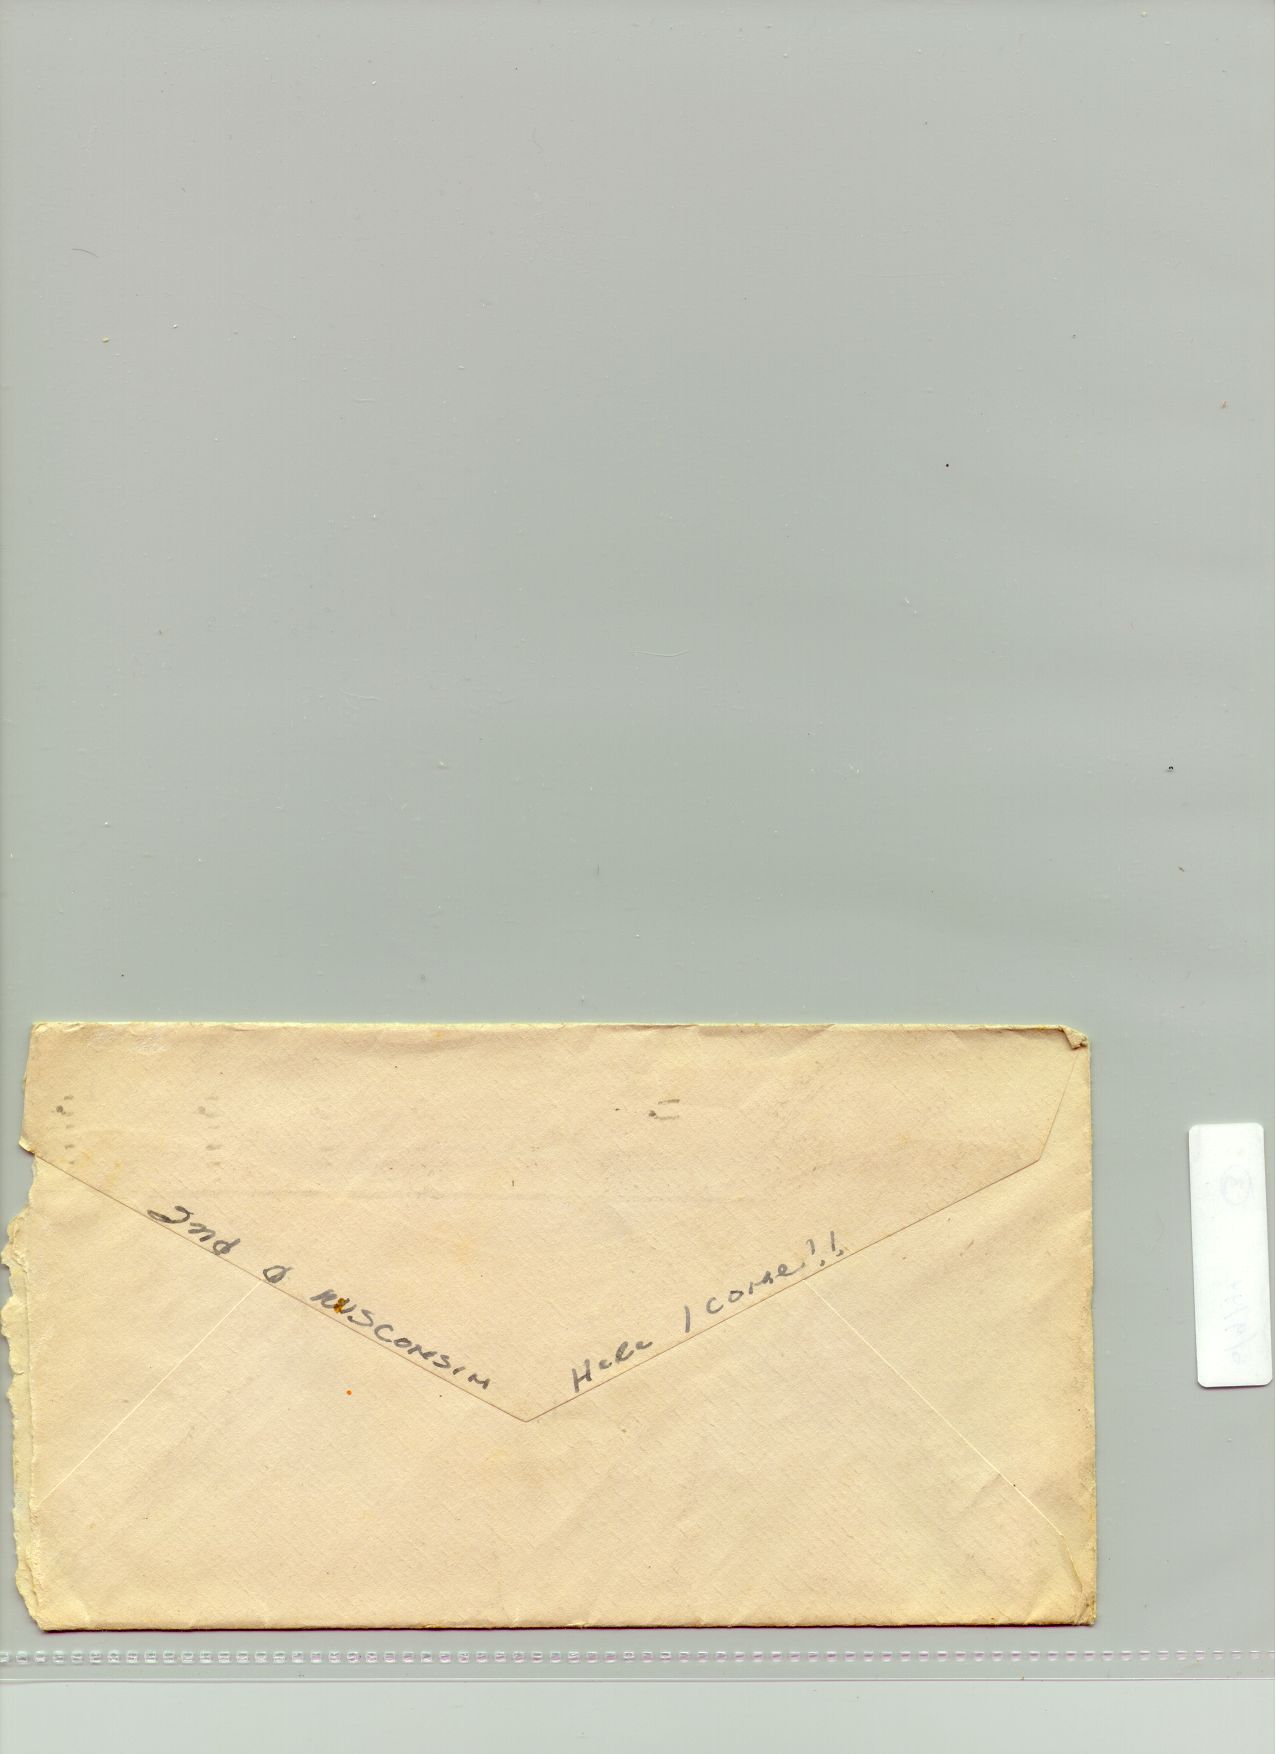 2nd & WISCONSIN
Here I come!!